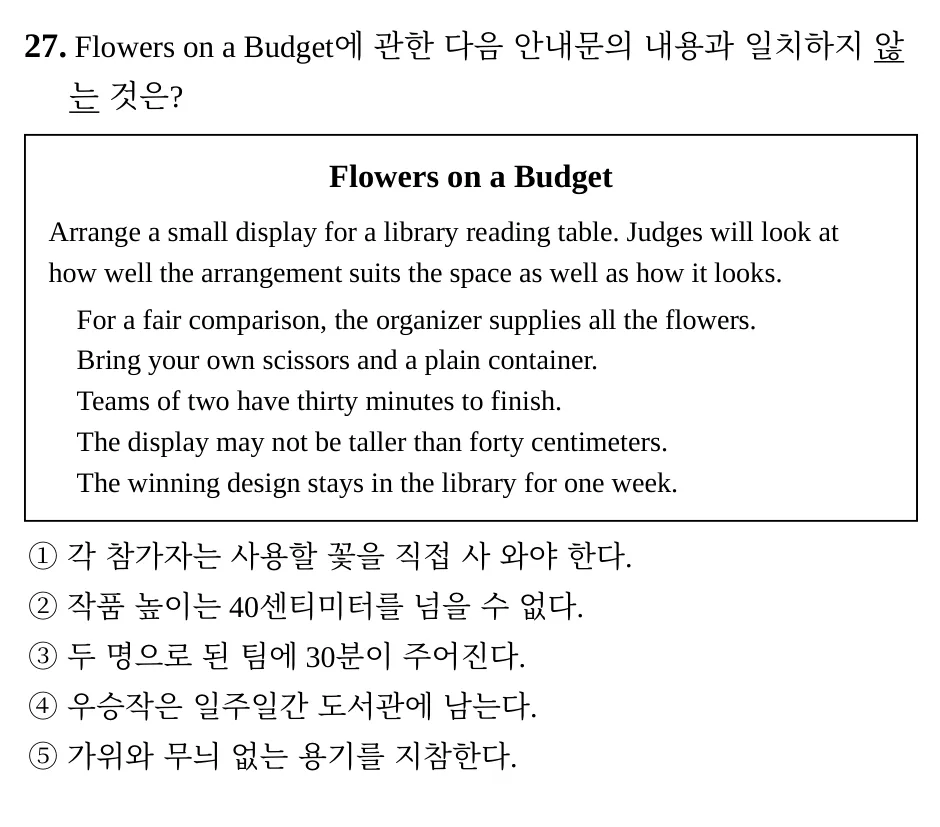 27. Flowers on a Budget에 관한 다음 안내문의 내용과 일치하지 않
는 것은?
Flowers on a Budget
Arrange a small display for a library reading table. Judges will look at
how well the arrangement suits the space as well as how it looks.
For a fair comparison, the organizer supplies all the flowers.
Bring your own scissors and a plain container.
Teams of two have thirty minutes to finish.
The display may not be taller than forty centimeters.
The winning design stays in the library for one week.
① 각 참가자는 사용할 꽃을 직접 사 와야 한다.
② 작품 높이는 40센티미터를 넘을 수 없다.
③ 두 명으로 된 팀에 30분이 주어진다.
④ 우승작은 일주일간 도서관에 남는다.
⑤ 가위와 무늬 없는 용기를 지참한다.